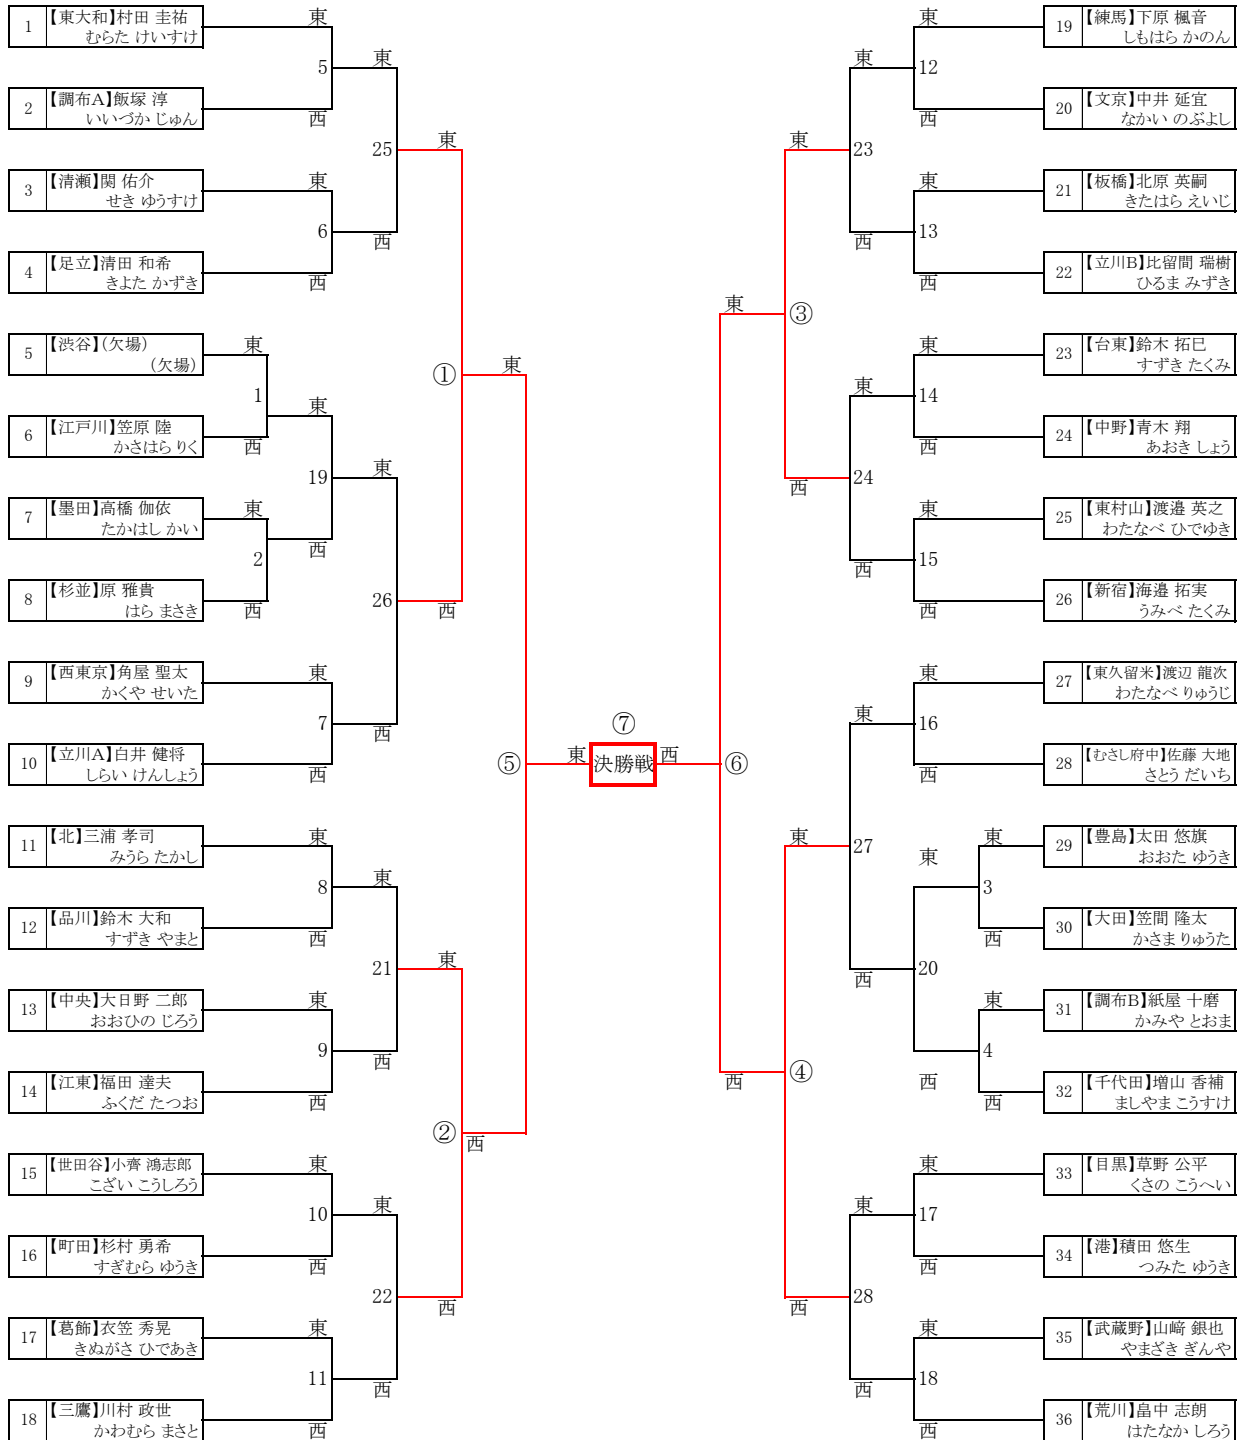 1
【東大和】村田 圭祐
むらた けいすけ
2
【調布A】飯塚 淳
いいづか じゅん
3
【清瀬】関 佑介
せき ゆうすけ
4
【足立】清田 和希
きよた かずき
5
【渋谷】(欠場)
(欠場)
6
【江戸川】笠原 陸
かさはら りく
7
【墨田】高橋 伽依
たかはし かい
8
【杉並】原 雅貴
はら まさき
9
【西東京】角屋 聖太
かくや せいた
10
【立川A】白井 健将
しらい けんしょう
11
【北】三浦 孝司
みうら たかし
12
【品川】鈴木 大和
すずき やまと
13
【中央】大日野 二郎
おおひの じろう
14
【江東】福田 達夫
ふくだ たつお
15
【世田谷】小齊 鴻志郎
こざい こうしろう
16
【町田】杉村 勇希
すぎむら ゆうき
17
【葛飾】衣笠 秀晃
きぬがさ ひであき
18
【三鷹】川村 政世
かわむら まさと
東
5
西
東
6
西
東
1
西
東
2
西
東
19
西
東
7
西
東
8
西
東
9
西
東
10
西
東
11
西
東
25
西
東
26
西
東
21
西
東
22
西
東
①
西
東
②
西
東
⑤
西
⑦
東
決勝戦
西
東
⑥
西
東
③
西
東
④
西
東
23
西
東
24
西
東
27
西
東
28
西
東
12
西
東
13
西
東
14
西
東
15
西
東
16
西
東
20
西
東
3
西
東
4
西
東
17
西
東
18
西
19
【練馬】下原 楓音
しもはら かのん
20
【文京】中井 延宜
なかい のぶよし
21
【板橋】北原 英嗣
きたはら えいじ
22
【立川B】比留間 瑞樹
ひるま みずき
23
【台東】鈴木 拓巳
すずき たくみ
24
【中野】青木 翔
あおき しょう
25
【東村山】渡邉 英之
わたなべ ひでゆき
26
【新宿】海邉 拓実
うみべ たくみ
27
【東久留米】渡辺 龍次
わたなべ りゅうじ
28
【むさし府中】佐藤 大地
さとう だいち
29
【豊島】太田 悠旗
おおた ゆうき
30
【大田】笠間 隆太
かさま りゅうた
31
【調布B】紙屋 十磨
かみや とおま
32
【千代田】増山 香補
ましやま こうすけ
33
【目黒】草野 公平
くさの こうへい
34
【港】積田 悠生
つみた ゆうき
35
【武蔵野】山﨑 銀也
やまざき ぎんや
36
【荒川】畠中 志朗
はたなか しろう